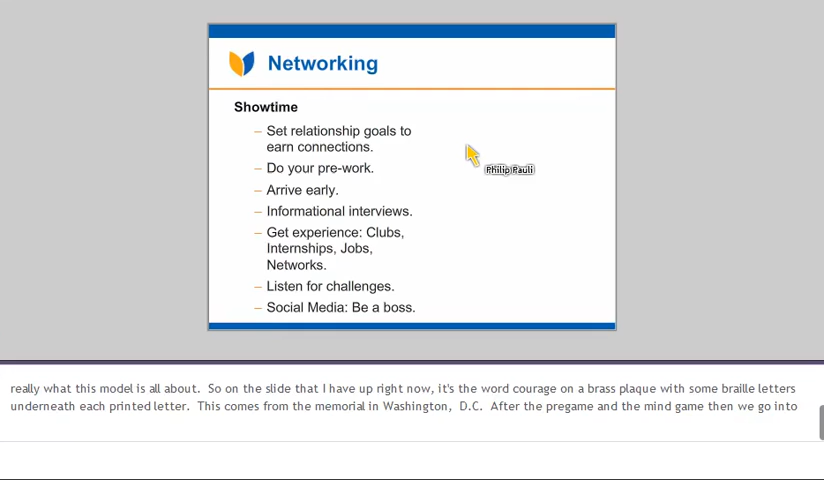 Networking
Showtime
– Set relationship goals to
earn connections.
– Do your pre-work.
– Arrive early.
– Informational interviews.
– Get experience: Clubs,
Internships, Jobs,
Networks.
– Listen for challenges.
– Social Media: Be a boss.
Philip Pauli
really what this model is all about. So on the slide that I have up right now, it's the word courage on a brass plaque with some braille letters
underneath each printed letter. This comes from the memorial in Washington, D.C. After the pregame and the mind game then we go into